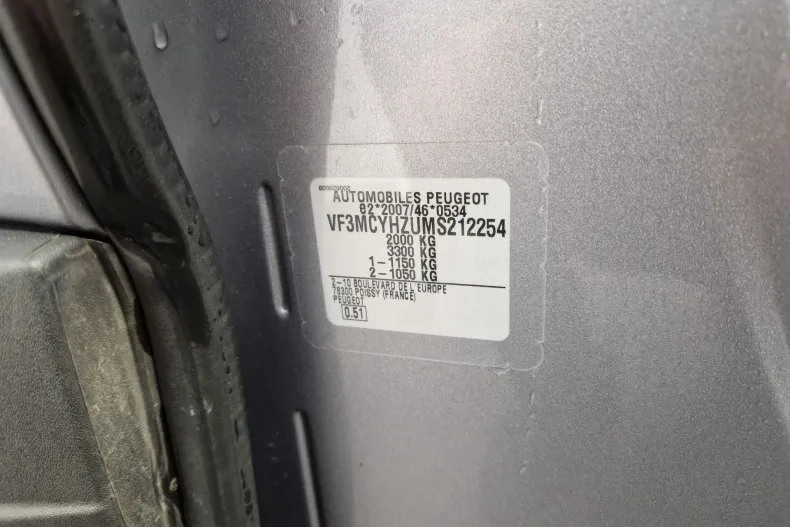 AUTOMOBILES PEUGEOT
e2*2007/46*0534
VF3MCYHZUMS212254
2000 KG
3300 KG
1-1150 KG
2-1050 KG
2-10 BOULEVARD DE L'EUROPE
78300 POISSY (FRANCE)
PEUGEOT
0.51